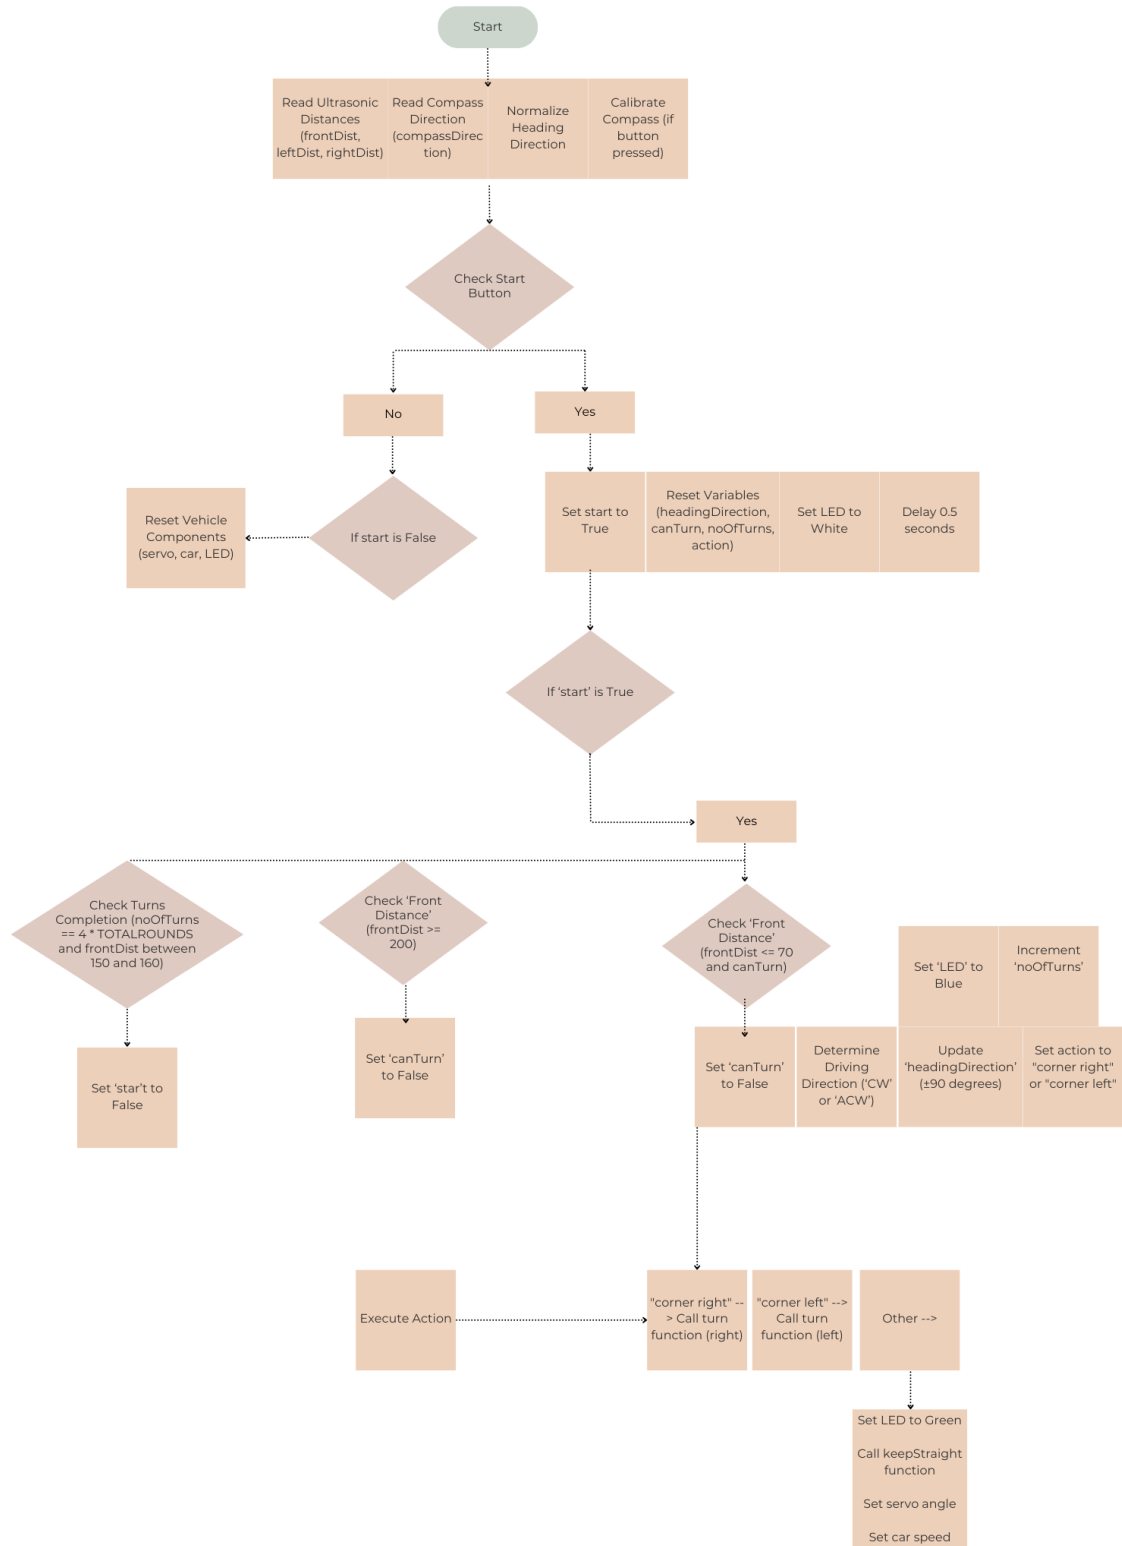 Start
Read Ultrasonic
Distances
(frontDist,
leftDist, rightDist)
Read Compass
Direction
(compassDirec
tion)
Normalize
Heading
Direction
Calibrate
Compass (if
button
pressed)
Check Start
Button
No
Yes
If start is False
Reset Vehicle
Components
(servo, car, LED)
Set start to
True
Reset Variables
(headingDirection,
canTurn, noOfTurns,
action)
Set LED to
White
Delay 0.5
seconds
If ‘start’ is True
Yes
Check Turns
Completion (noOfTurns
== 4 * TOTALROUNDS
and frontDist between
150 and 160)
Check ‘Front
Distance’
(frontDist >=
200)
Check ‘Front
Distance’
(frontDist <= 70
and canTurn)
Set ‘LED’ to
Blue
Increment
‘noOfTurns’
Set ‘star’t to
False
Set ‘canTurn’
to False
Set ‘canTurn’
to False
Determine
Driving
Direction (‘CW’
or ‘ACW’)
Update
‘headingDirection’
(±90 degrees)
Set action to
"corner right"
or "corner left"
Execute Action
"corner right" --
> Call turn
function (right)
"corner left" -->
Call turn
function (left)
Other -->
Set LED to Green
Call keepStraight
function
Set servo angle
Set car speed